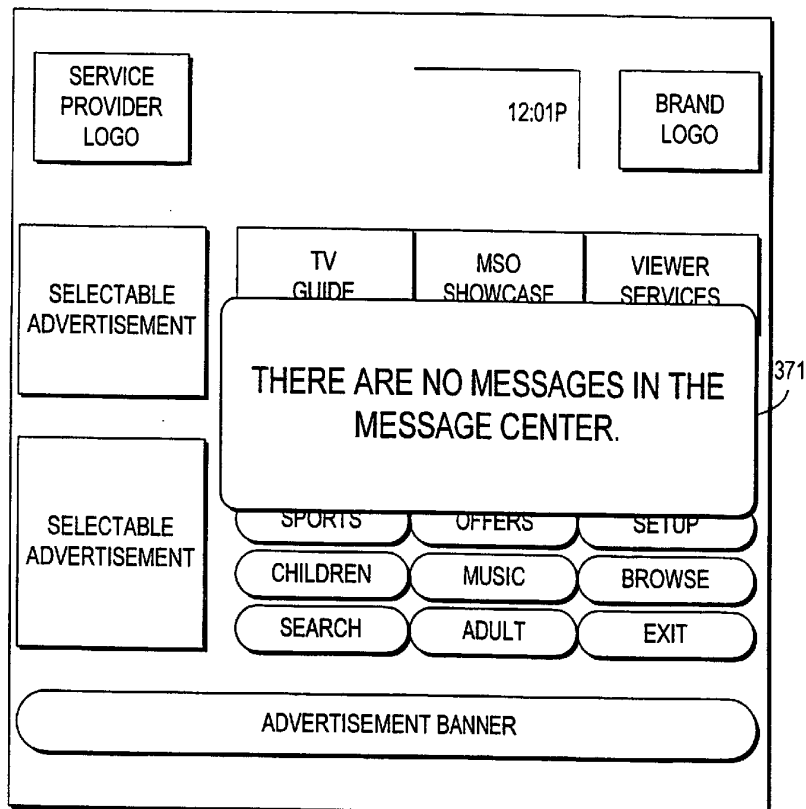 SERVICE
PROVIDER
LOGO
12:01P
BRAND
LOGO
SELECTABLE
ADVERTISEMENT
TV
GUIDE
MSO
SHOWCASE
VIEWER
SERVICES
THERE ARE NO MESSAGES IN THE
MESSAGE CENTER.
371
SELECTABLE
ADVERTISEMENT
SPORTS
OFFERS
SETUP
CHILDREN
MUSIC
BROWSE
SEARCH
ADULT
EXIT
ADVERTISEMENT BANNER